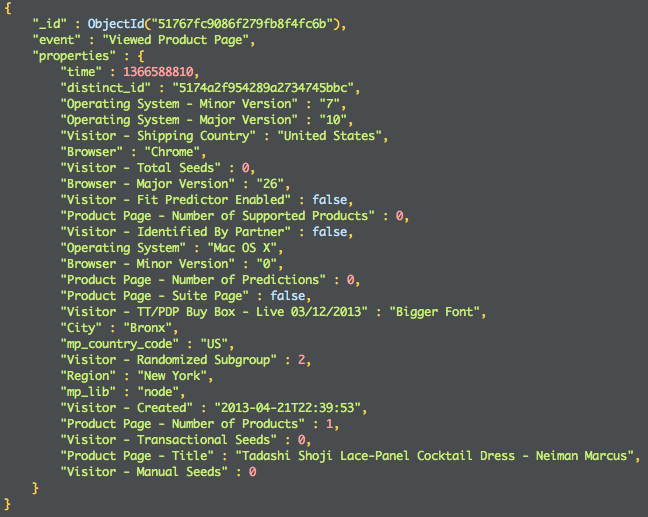 {
    "_id" : ObjectId("51767fc9086f279fb8f4fc6b"),
    "event" : "Viewed Product Page",
    "properties" : {
        "time" : 1366588810,
        "distinct_id" : "5174a2f954289a2734745bbc",
        "Operating System - Minor Version" : "7",
        "Operating System - Major Version" : "10",
        "Visitor - Shipping Country" : "United States",
        "Browser" : "Chrome",
        "Visitor - Total Seeds" : 0,
        "Browser - Major Version" : "26",
        "Visitor - Fit Predictor Enabled" : false,
        "Product Page - Number of Supported Products" : 0,
        "Visitor - Identified By Partner" : false,
        "Operating System" : "Mac OS X",
        "Browser - Minor Version" : "0",
        "Product Page - Number of Predictions" : 0,
        "Product Page - Suite Page" : false,
        "Visitor - TT/PDP Buy Box - Live 03/12/2013" : "Bigger Font",
        "City" : "Bronx",
        "mp_country_code" : "US",
        "Visitor - Randomized Subgroup" : 2,
        "Region" : "New York",
        "mp_lib" : "node",
        "Visitor - Created" : "2013-04-21T22:39:53",
        "Product Page - Number of Products" : 1,
        "Visitor - Transactional Seeds" : 0,
        "Product Page - Title" : "Tadashi Shoji Lace-Panel Cocktail Dress - Neiman Marcus",
        "Visitor - Manual Seeds" : 0
    }
}